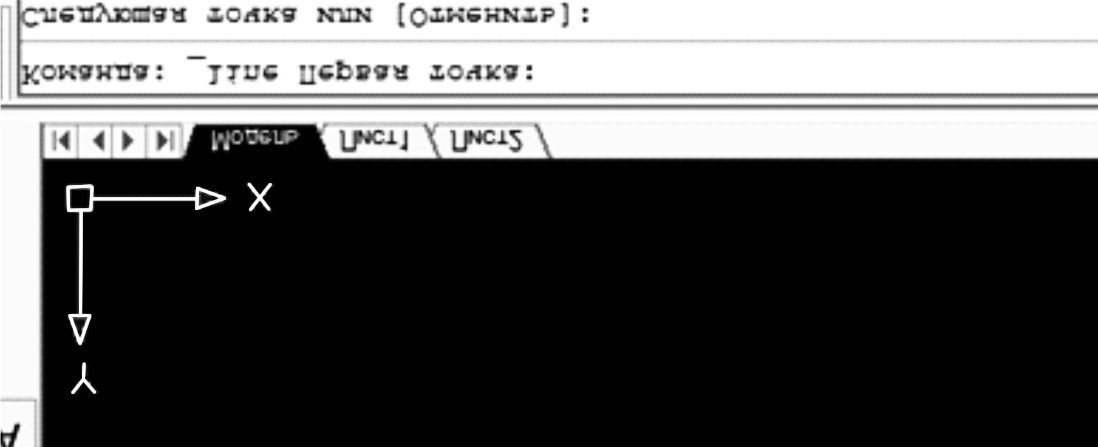 Y
X
Модель Лист1 Лист2
Команда: _line Первая точка:
Следующая точка или [Отменить]: